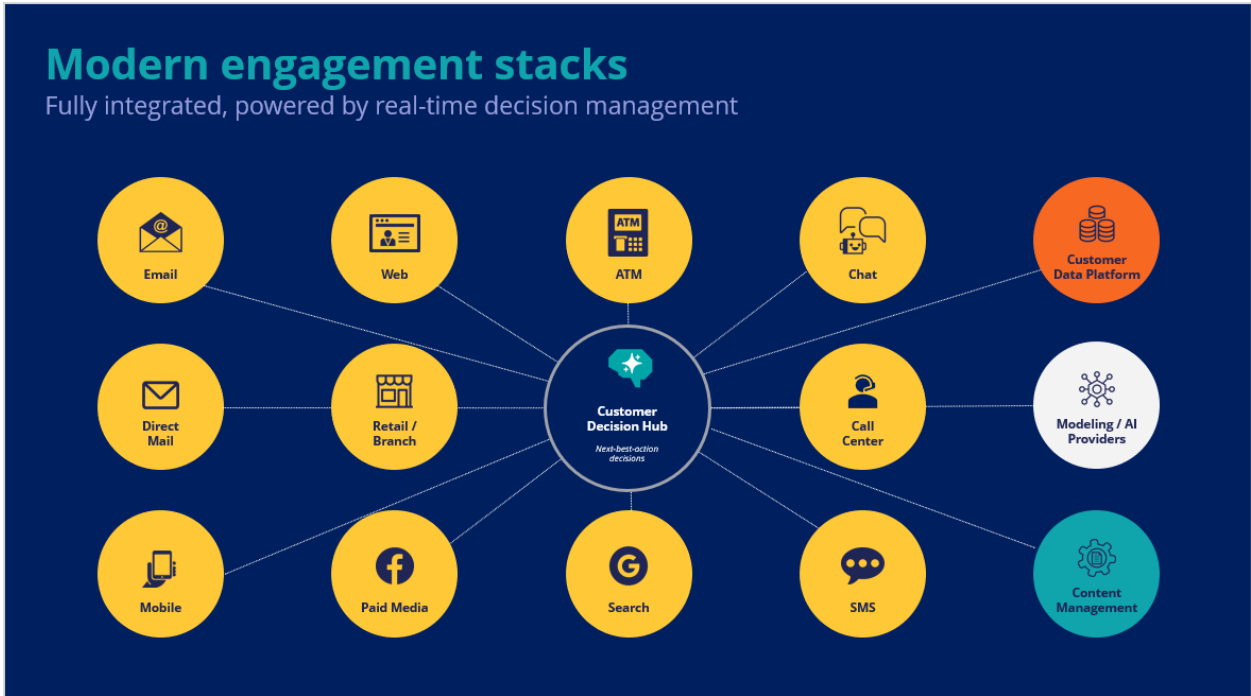 Modern engagement stacks
Fully integrated, powered by real-time decision management
@
Email
Web
ATM
ATM
Chat
Customer
Data Platform
Direct
Mail
Retail /
Branch
Customer
Decision Hub
Next-best-action
decisions
Call
Center
Modeling / AI
Providers
Mobile
f
Paid Media
G
Search
SMS
Content
Management